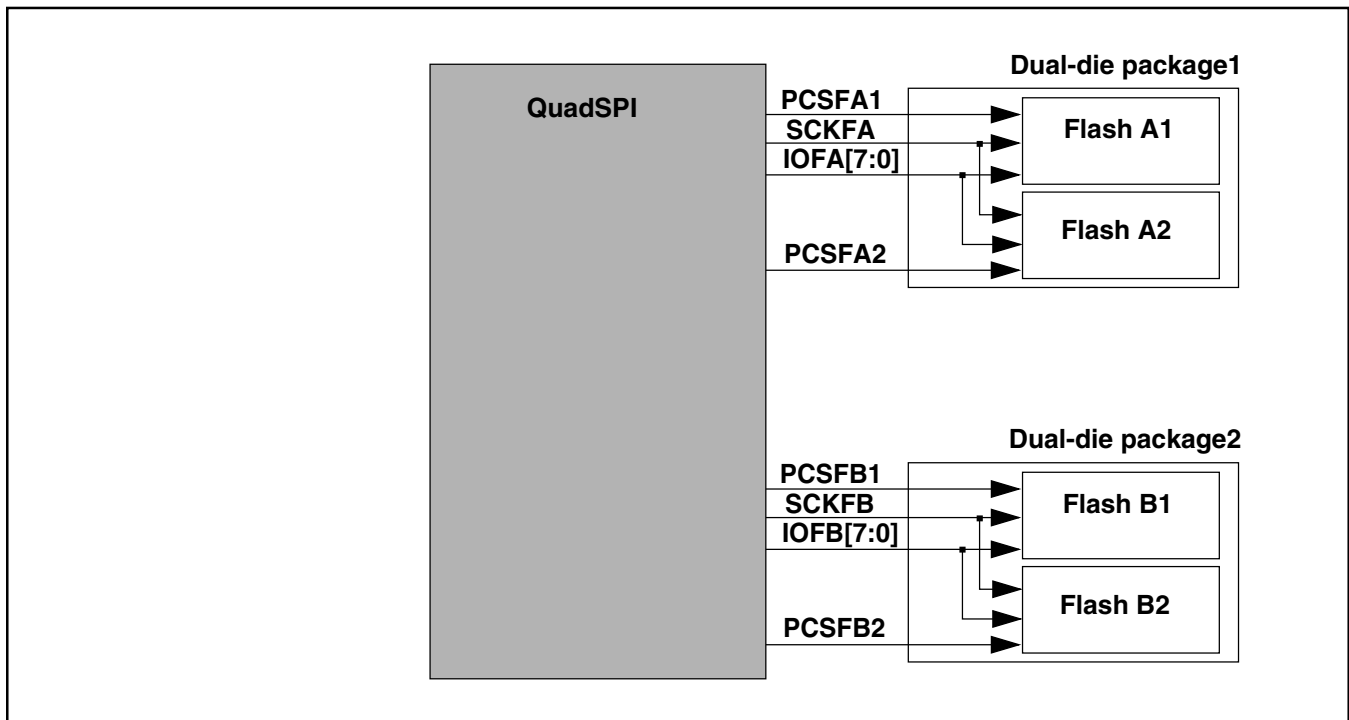 Dual-die package1
QuadSPI
PCSFA1
SCKFA
IOFA[7:0]
Flash A1
Flash A2
PCSFA2
Dual-die package2
PCSFB1
SCKFB
IOFB[7:0]
Flash B1
Flash B2
PCSFB2